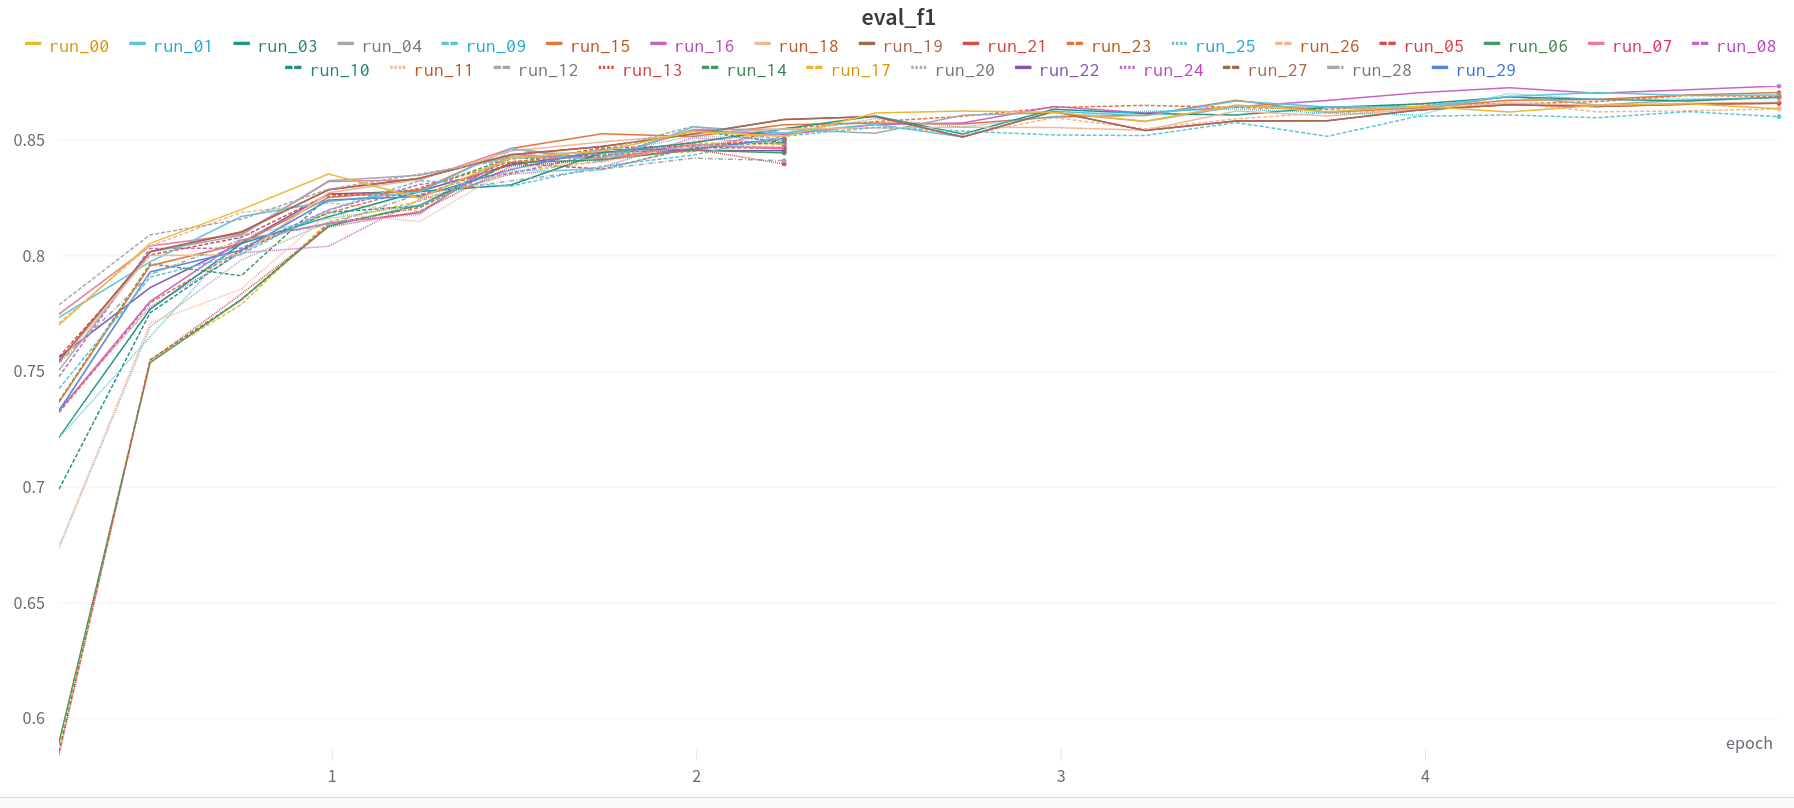 eval_f1
run_00 run_01 run_03 run_04 run_09 run_15 run_16 run_18 run_19 run_21 run_23 run_25 run_26 run_05 run_06 run_07 run_08
run_10 run_11 run_12 run_13 run_14 run_17 run_20 run_22 run_24 run_27 run_28 run_29
0.85
0.8
0.75
0.7
0.65
0.6
epoch
1 2 3 4